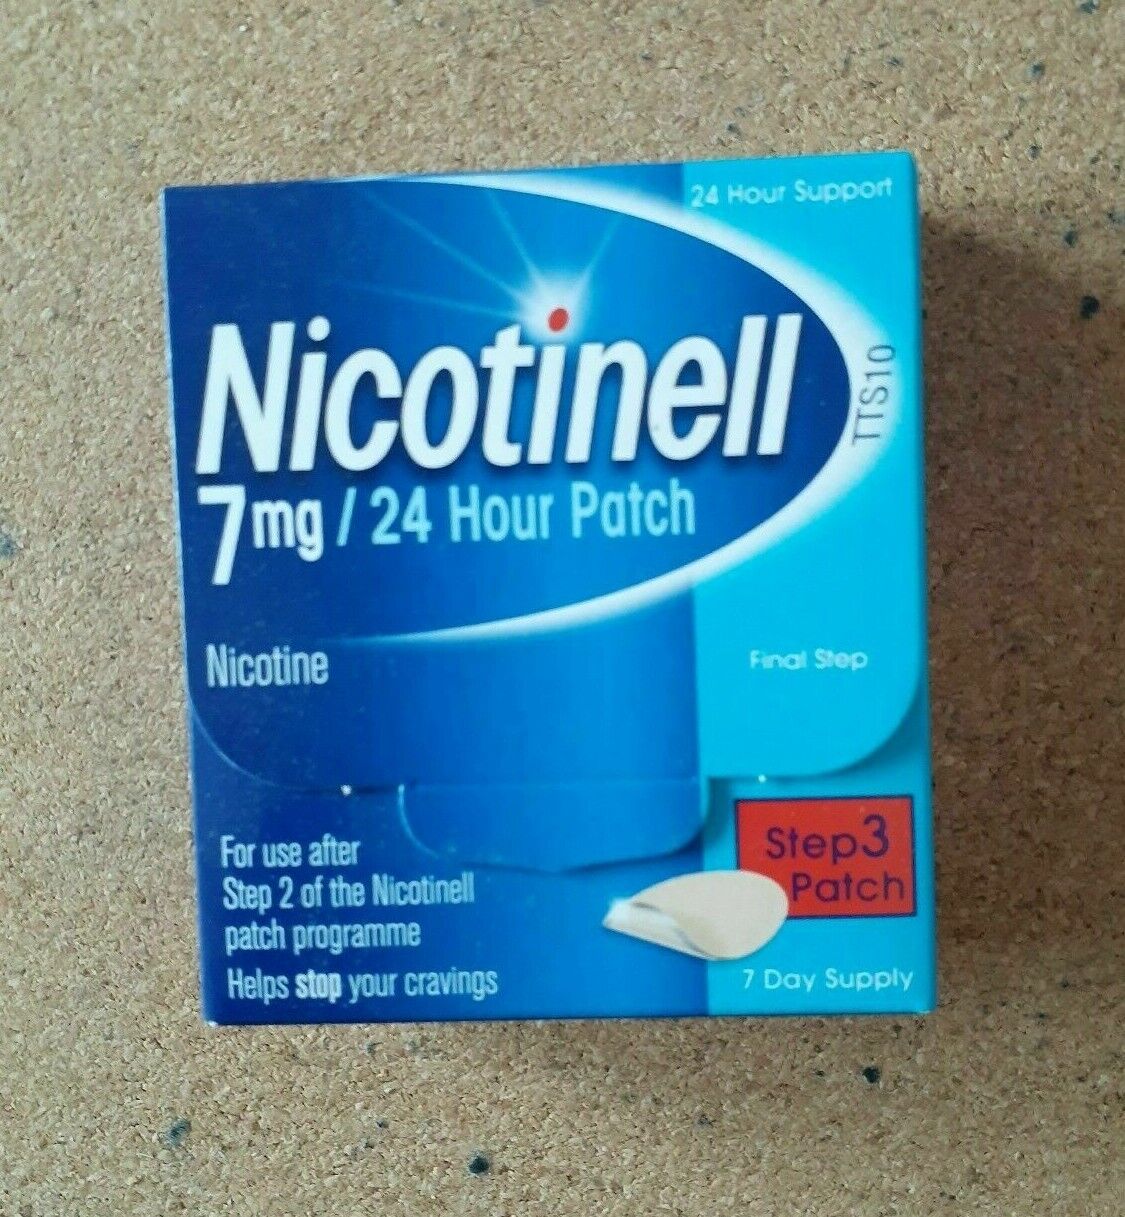 24 Hour Support
Nicotinell
TTS10
7mg / 24 Hour Patch
Nicotine
Final Step
For use after
Step 2 of the Nicotinell
patch programme
Helps stop your cravings
Step3
Patch
7 Day Supply